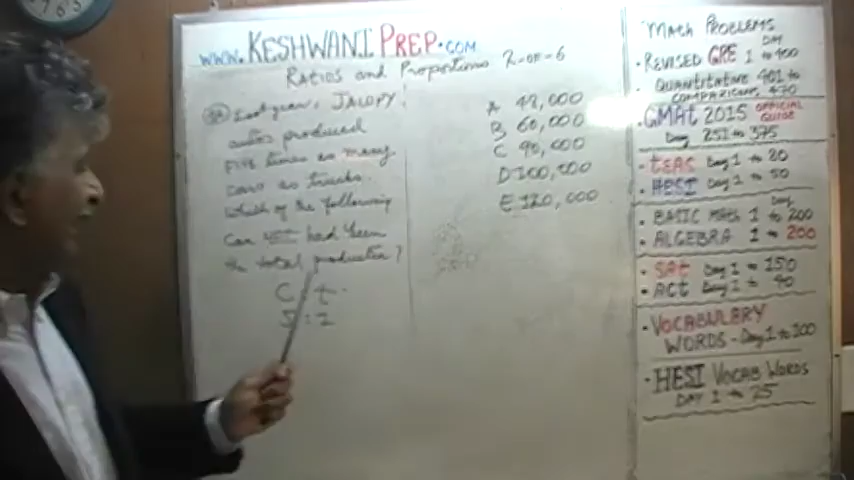 www.KESHWANIPREP.COM
RATIOS and Proportions 2-OF-6
Last year, JALOPY
autos produced
FIVE times as many
cars as trucks.
Which of the following
Can NOT had been
the total production?
C : t
5 : 1
A 42,000
B 60,000
C 90,000
D 100,000
E 120,000
Math PROBLEMS
DAY
• REVISED GRE 1 to 400
• QUANTITATIVE 401 to
COMPARISONS 430
• GMAT 2015 OFFICIAL GUIDE
Day 251 to 375
• TEAS Day 1 to 20
• HESI Day 1 to 50
DAY
• BASIC MATH 1 to 200
• ALGEBRA 1 to 200
• SAT Day 1 to 150
• ACT Day 1 to 40
• VOCABULERY
WORDS - Day 1 to 200
• HESI VOCAB WORDS
DAY 1 to 25